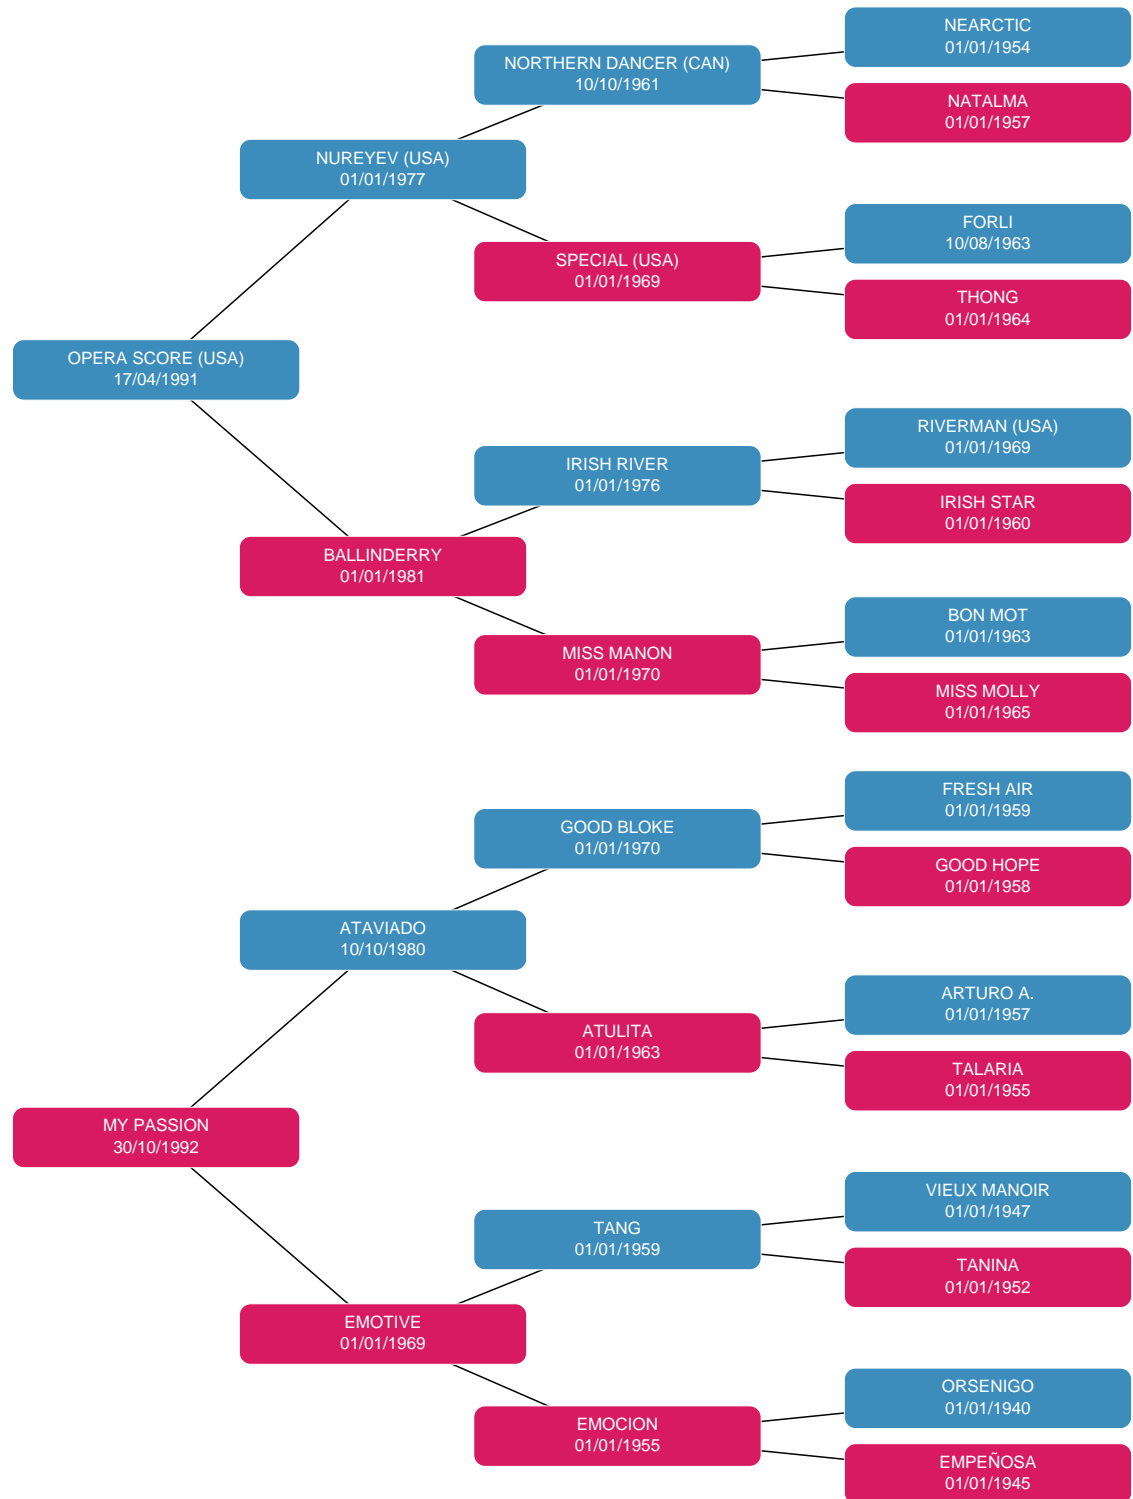 NEARCTIC
01/01/1954
NORTHERN DANCER (CAN)
10/10/1961
NATALMA
01/01/1957
NUREYEV (USA)
01/01/1977
FORLI
10/08/1963
SPECIAL (USA)
01/01/1969
THONG
01/01/1964
OPERA SCORE (USA)
17/04/1991
RIVERMAN (USA)
01/01/1969
IRISH RIVER
01/01/1976
IRISH STAR
01/01/1960
BALLINDERRY
01/01/1981
BON MOT
01/01/1963
MISS MANON
01/01/1970
MISS MOLLY
01/01/1965
FRESH AIR
01/01/1959
GOOD BLOKE
01/01/1970
GOOD HOPE
01/01/1958
ATAVIADO
10/10/1980
ARTURO A.
01/01/1957
ATULITA
01/01/1963
TALARIA
01/01/1955
MY PASSION
30/10/1992
VIEUX MANOIR
01/01/1947
TANG
01/01/1959
TANINA
01/01/1952
EMOTIVE
01/01/1969
ORSENIGO
01/01/1940
EMOCION
01/01/1955
EMPEÑOSA
01/01/1945